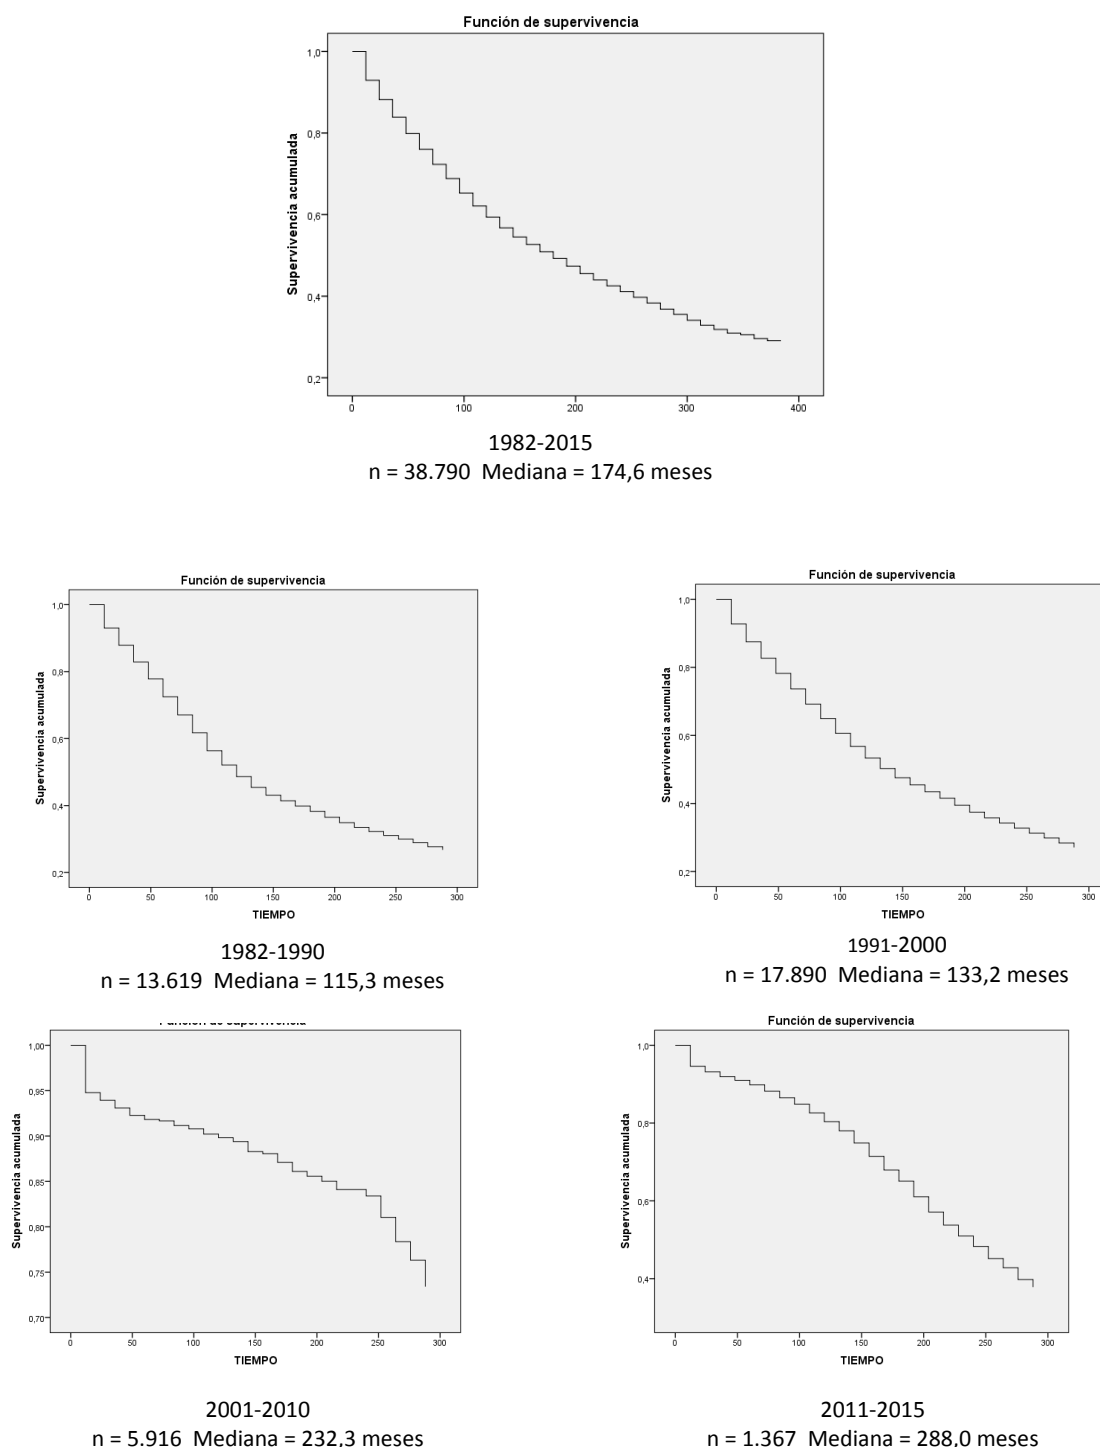 Función de supervivencia
Supervivencia acumulada
1,0
0,8
0,6
0,4
0,2
0 100 200 300 400
1982-2015
n = 38.790 Mediana = 174,6 meses
Función de supervivencia
Supervivencia acumulada
1,0
0,8
0,6
0,4
0,2
0 50 100 150 200 250 300
TIEMPO
1982-1990
n = 13.619 Mediana = 115,3 meses
Función de supervivencia
Supervivencia acumulada
1,0
0,8
0,6
0,4
0,2
0 50 100 150 200 250 300
TIEMPO
1991-2000
n = 17.890 Mediana = 133,2 meses
Función de supervivencia
Supervivencia acumulada
1,00
0,95
0,90
0,85
0,80
0,75
0,70
0 50 100 150 200 250 300
TIEMPO
2001-2010
n = 5.916 Mediana = 232,3 meses
Función de supervivencia
Supervivencia acumulada
1,0
0,8
0,6
0,4
0 50 100 150 200 250 300
TIEMPO
2011-2015
n = 1.367 Mediana = 288,0 meses